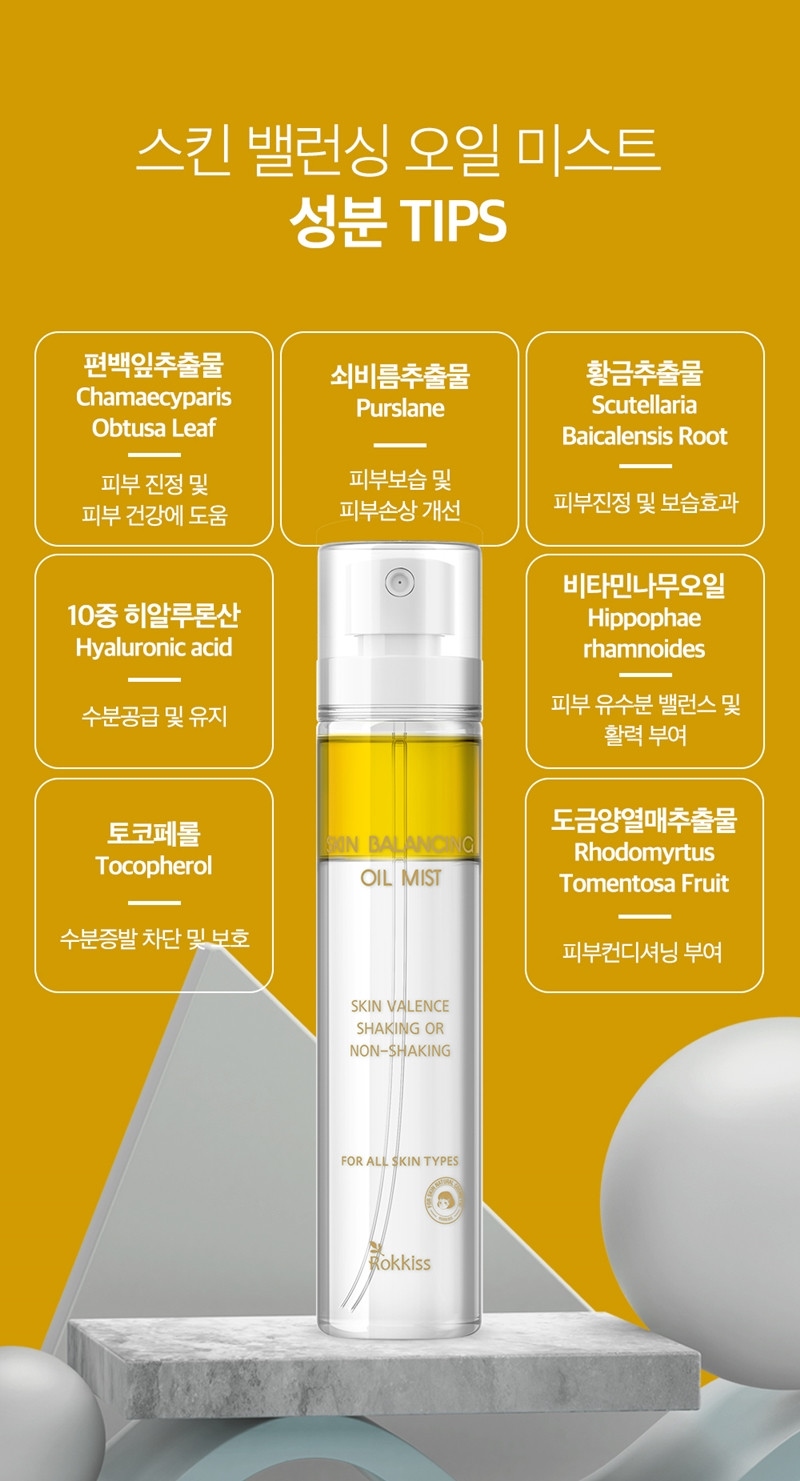 스킨 밸런싱 오일 미스트
성분 TIPS
편백잎추출물
Chamaecyparis
Obtusa Leaf
피부 진정 및
피부 건강에 도움
쇠비름추출물
Purslane
피부보습 및
피부손상 개선
황금추출물
Scutellaria
Baicalensis Root
피부진정 및 보습효과
10중 히알루론산
Hyaluronic acid
수분공급 및 유지
비타민나무오일
Hippophae
rhamnoides
피부 유수분 밸런스 및
활력 부여
토코페롤
Tocopherol
수분증발 차단 및 보호
도금양열매추출물
Rhodomyrtus
Tomentosa Fruit
피부컨디셔닝 부여
SKIN BALANCING
OIL MIST
SKIN VALENCE
SHAKING OR
NON-SHAKING
FOR ALL SKIN TYPES
Rokkiss